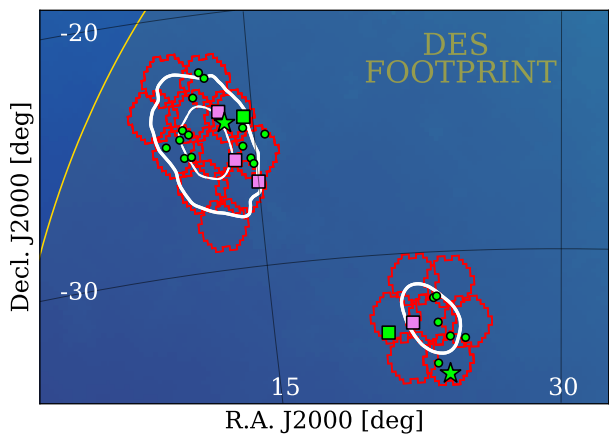 -20
DES
FOOTPRINT
Decl. J2000 [deg]
-30
15
30
R.A. J2000 [deg]